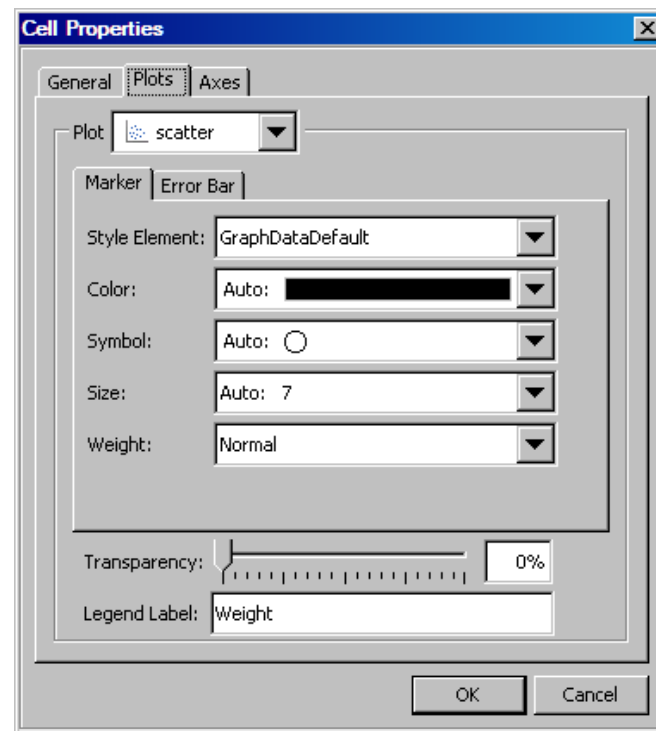 Cell Properties
General Plots Axes
Plot scatter
Marker Error Bar
Style Element: GraphDataDefault
Color: Auto:
Symbol: Auto:
Size: Auto: 7
Weight: Normal
Transparency: 0%
Legend Label: Weight
OK Cancel